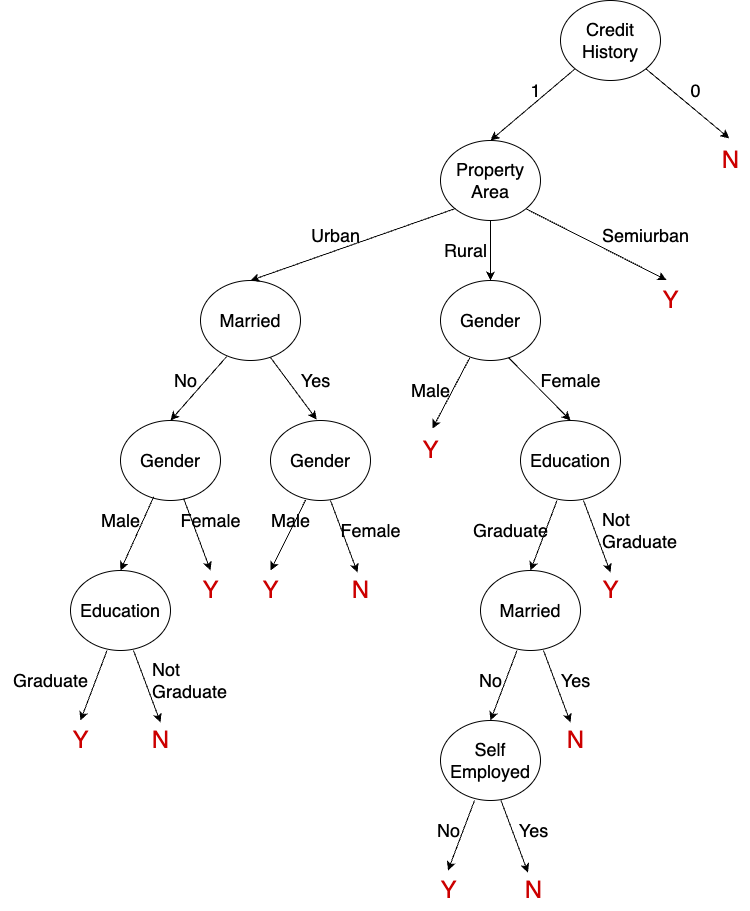 Credit
History
1
0
N
Property
Area
Urban
Rural
Semiurban
Y
Married
Gender
No
Yes
Male
Female
Y
Gender
Gender
Education
Male
Female
Male
Female
Graduate
Not
Graduate
Y
Y
N
Y
Education
Married
Graduate
Not
Graduate
No
Yes
Y
N
N
Self
Employed
No
Yes
Y
N